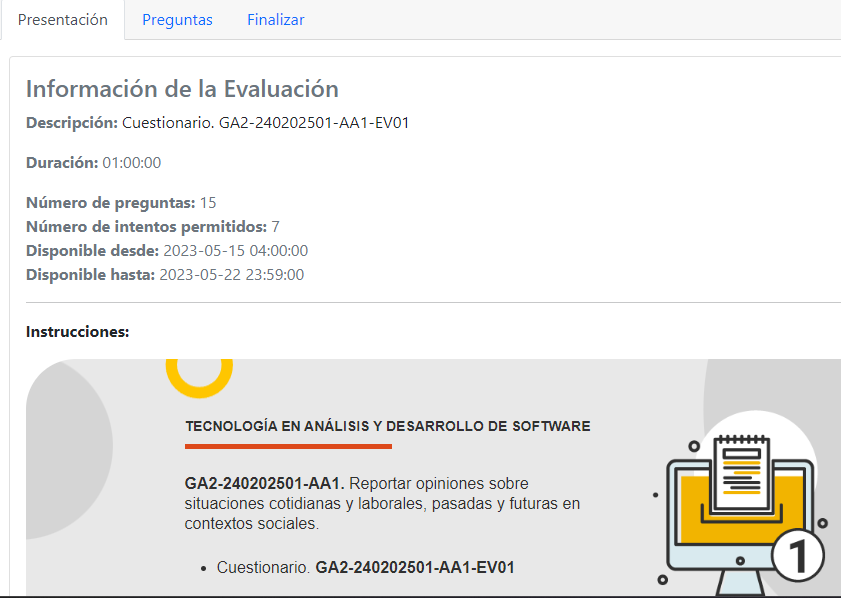 Presentación Preguntas Finalizar
Información de la Evaluación
Descripción: Cuestionario. GA2-240202501-AA1-EV01
Duración: 01:00:00
Número de preguntas: 15
Número de intentos permitidos: 7
Disponible desde: 2023-05-15 04:00:00
Disponible hasta: 2023-05-22 23:59:00
Instrucciones:
TECNOLOGÍA EN ANÁLISIS Y DESARROLLO DE SOFTWARE
GA2-240202501-AA1. Reportar opiniones sobre
situaciones cotidianas y laborales, pasadas y futuras en
contextos sociales.
• Cuestionario. GA2-240202501-AA1-EV01
1